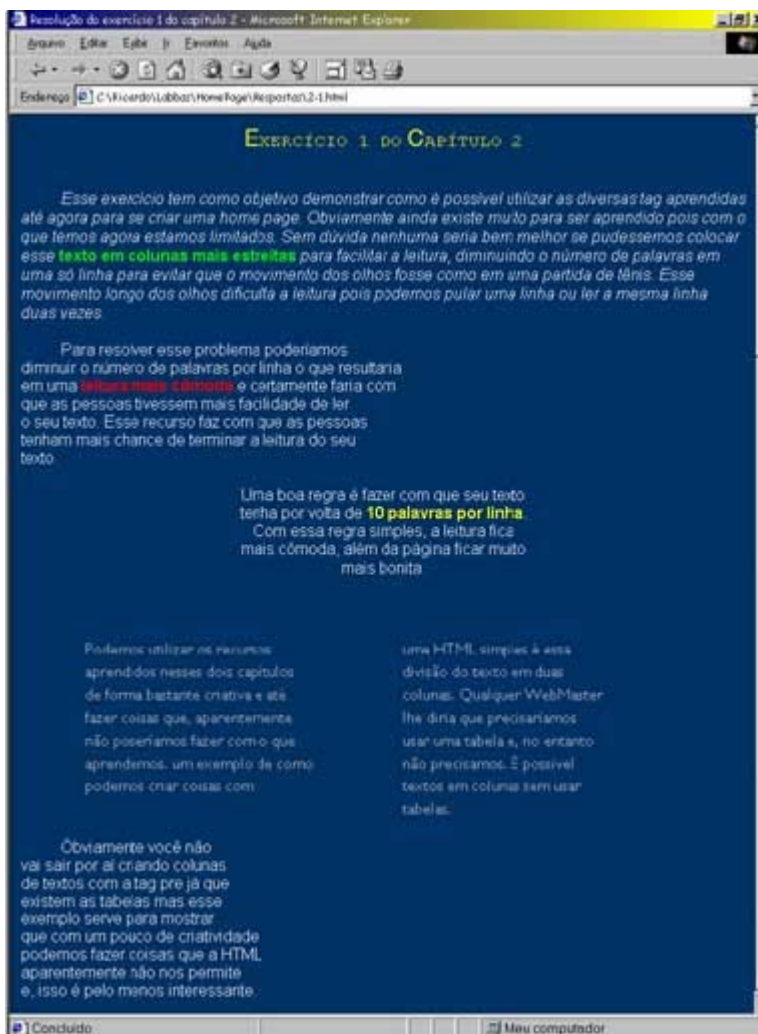 Resolução do exercício 1 do capítulo 2 - Microsoft Internet Explorer
Arquivo Editar Exibir Ir Favoritos Ajuda
Endereço C:\Ricardo\Labbas\HomePage\Respostas\2-1.html
EXERCÍCIO 1 DO CAPÍTULO 2
Esse exercício tem como objetivo demonstrar como é possível utilizar as diversas tag aprendidas
até agora para se criar uma home page. Obviamente ainda existe muito para ser aprendido pois com o
que temos agora estamos limitados. Sem dúvida nenhuma seria bem melhor se pudessemos colocar
esse texto em colunas mais estreitas para facilitar a leitura, diminuindo o número de palavras em
uma só linha para evitar que o movimento dos olhos fosse como em uma partida de tênis. Esse
movimento longo dos olhos dificulta a leitura pois podemos pular uma linha ou ler a mesma linha
duas vezes.
Para resolver esse problema poderíamos
diminuir o número de palavras por linha o que resultaria
em uma leitura mais cômoda e certamente faria com
que as pessoas tivessem mais facilidade de ler
o seu texto. Esse recurso faz com que as pessoas
tenham mais chance de terminar a leitura do seu
texto.
Uma boa regra é fazer com que seu texto
tenha por volta de 10 palavras por linha.
Com essa regra simples, a leitura fica
mais cômoda, além da página ficar muito
mais bonita.
Podemos utilizar os recursos
aprendidos nesses dois capítulos
de forma bastante criativa e até
fazer coisas que, aparentemente
não poseríamos fazer com o que
aprendemos. um exemplo de como
podemos criar coisas com
uma HTML simples é essa
divisão do texto em duas
colunas. Qualquer WebMaster
lhe diria que precisaríamos
usar uma tabela e, no entanto
não precisamos. É possível
textos em colunas sem usar
tabelas.
Óbviamente você não
vai sair por aí criando colunas
de textos com a tag pre já que
existem as tabelas mas esse
exemplo serve para mostrar
que com um pouco de criatividade
podemos fazer coisas que a HTML
aparentemente não nos permite
e, isso é pelo menos interessante.
Concluído
Meu computador